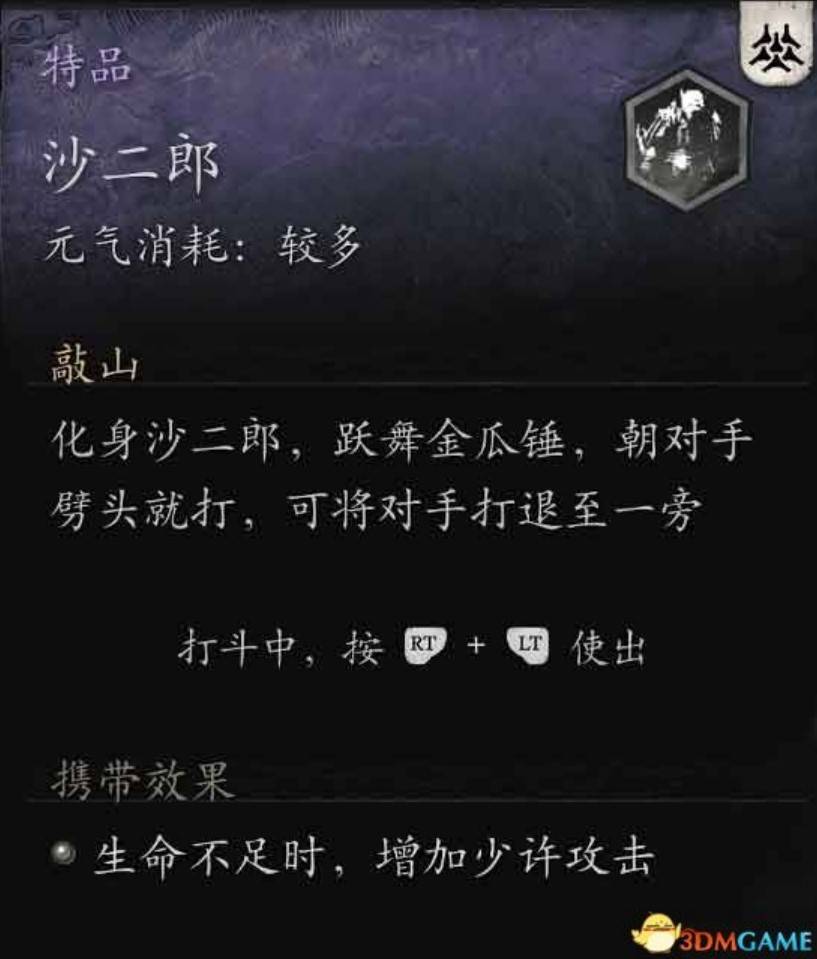 特品
沙二郎
元气消耗：较多
敲山
化身沙二郎，跃舞金瓜锤，朝对手
劈头就打，可将对手打退至一旁
打斗中，按 RT + LT 使出
携带效果
生命不足时，增加少许攻击
3DMGAME